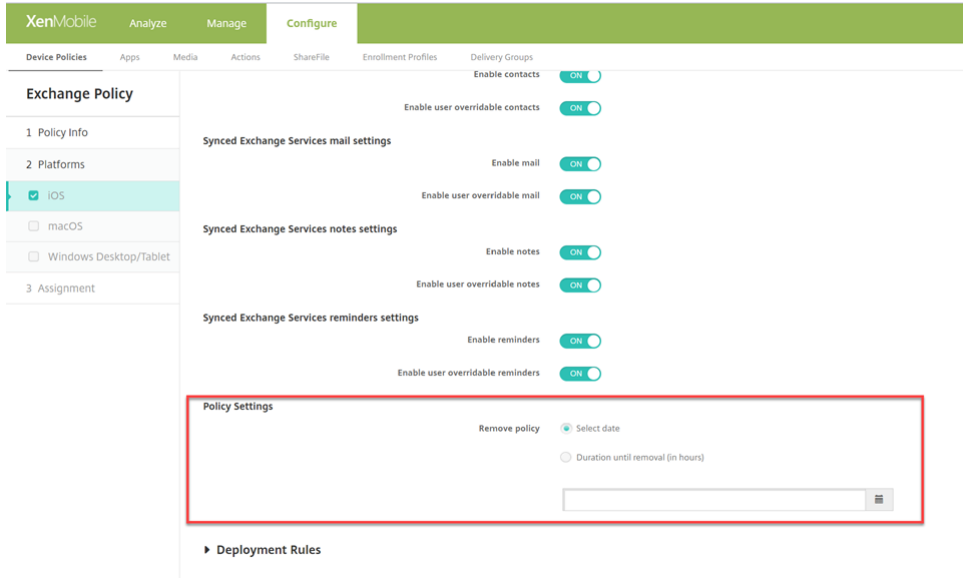 XenMobile Analyze Manage Configure
Device Policies Apps Media Actions ShareFile Enrollment Profiles Delivery Groups
Exchange Policy
1 Policy Info
2 Platforms
iOS
macOS
Windows Desktop/Tablet
3 Assignment
Enable contacts ON
Enable user overridable contacts ON
Synced Exchange Services mail settings
Enable mail ON
Enable user overridable mail ON
Synced Exchange Services notes settings
Enable notes ON
Enable user overridable notes ON
Synced Exchange Services reminders settings
Enable reminders ON
Enable user overridable reminders ON
Policy Settings
Remove policy Select date
Duration until removal (in hours)
Deployment Rules